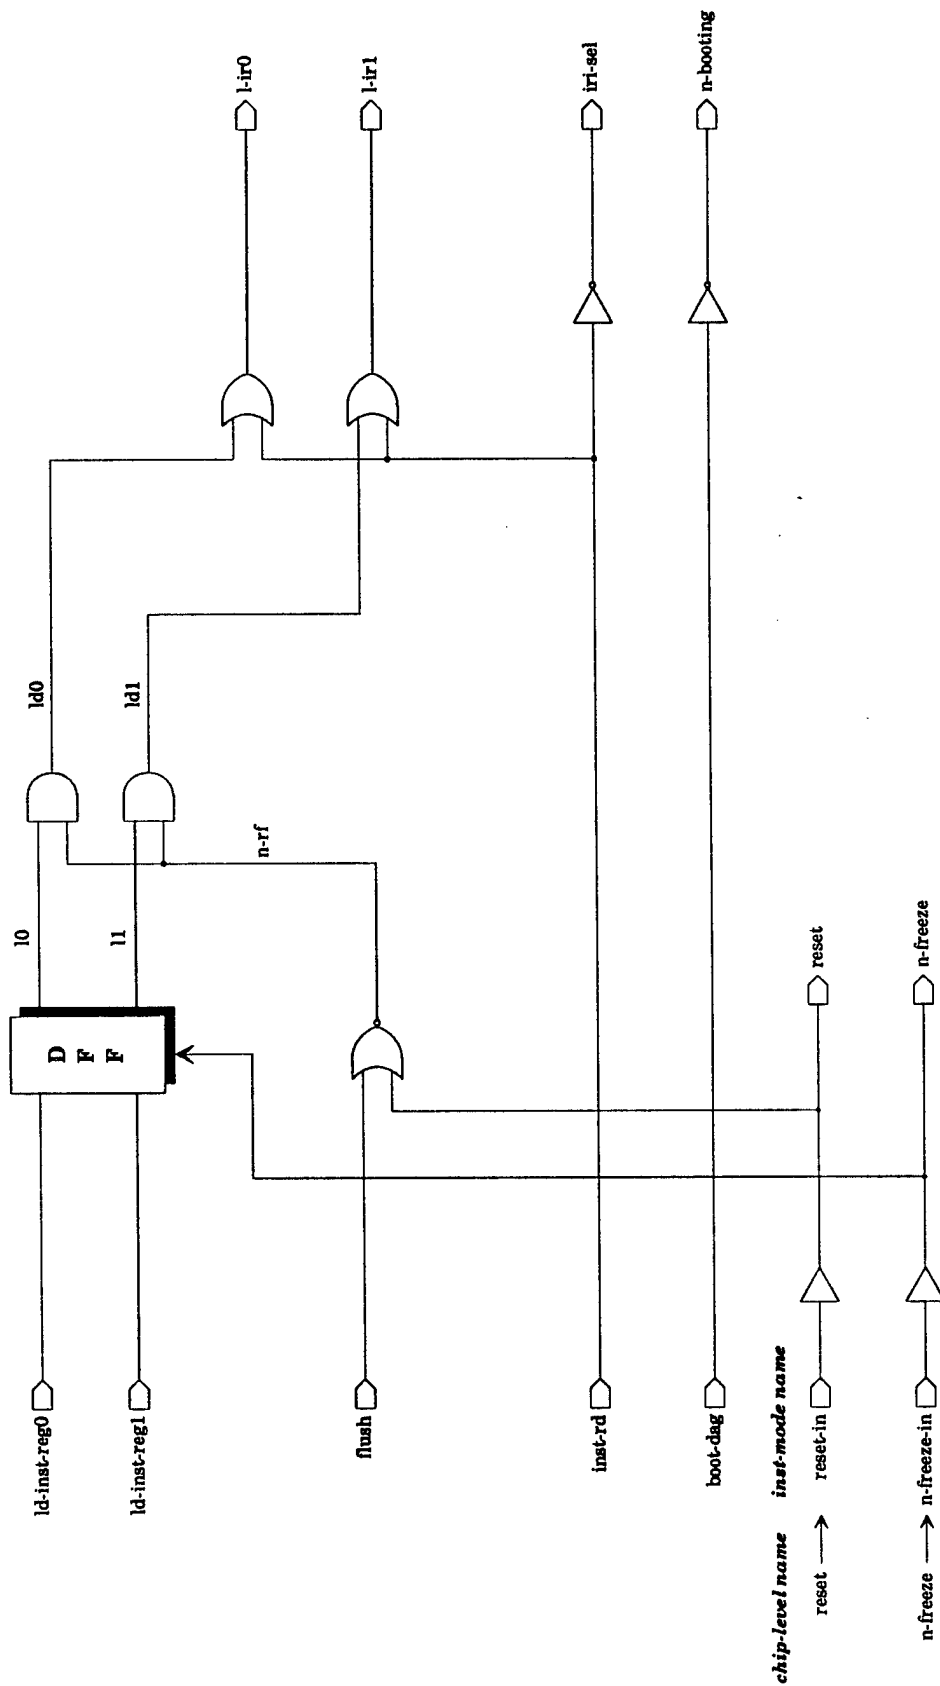 ld-inst-reg0
ld-inst-reg1
flush
inst-rd
boot-dag
chip-level name
inst-mode name
reset
reset-in
n-freeze
n-freeze-in
D
F
F
l0
l1
n-rf
ld0
ld1
reset
n-freeze
l-ir0
l-ir1
iri-sel
n-booting